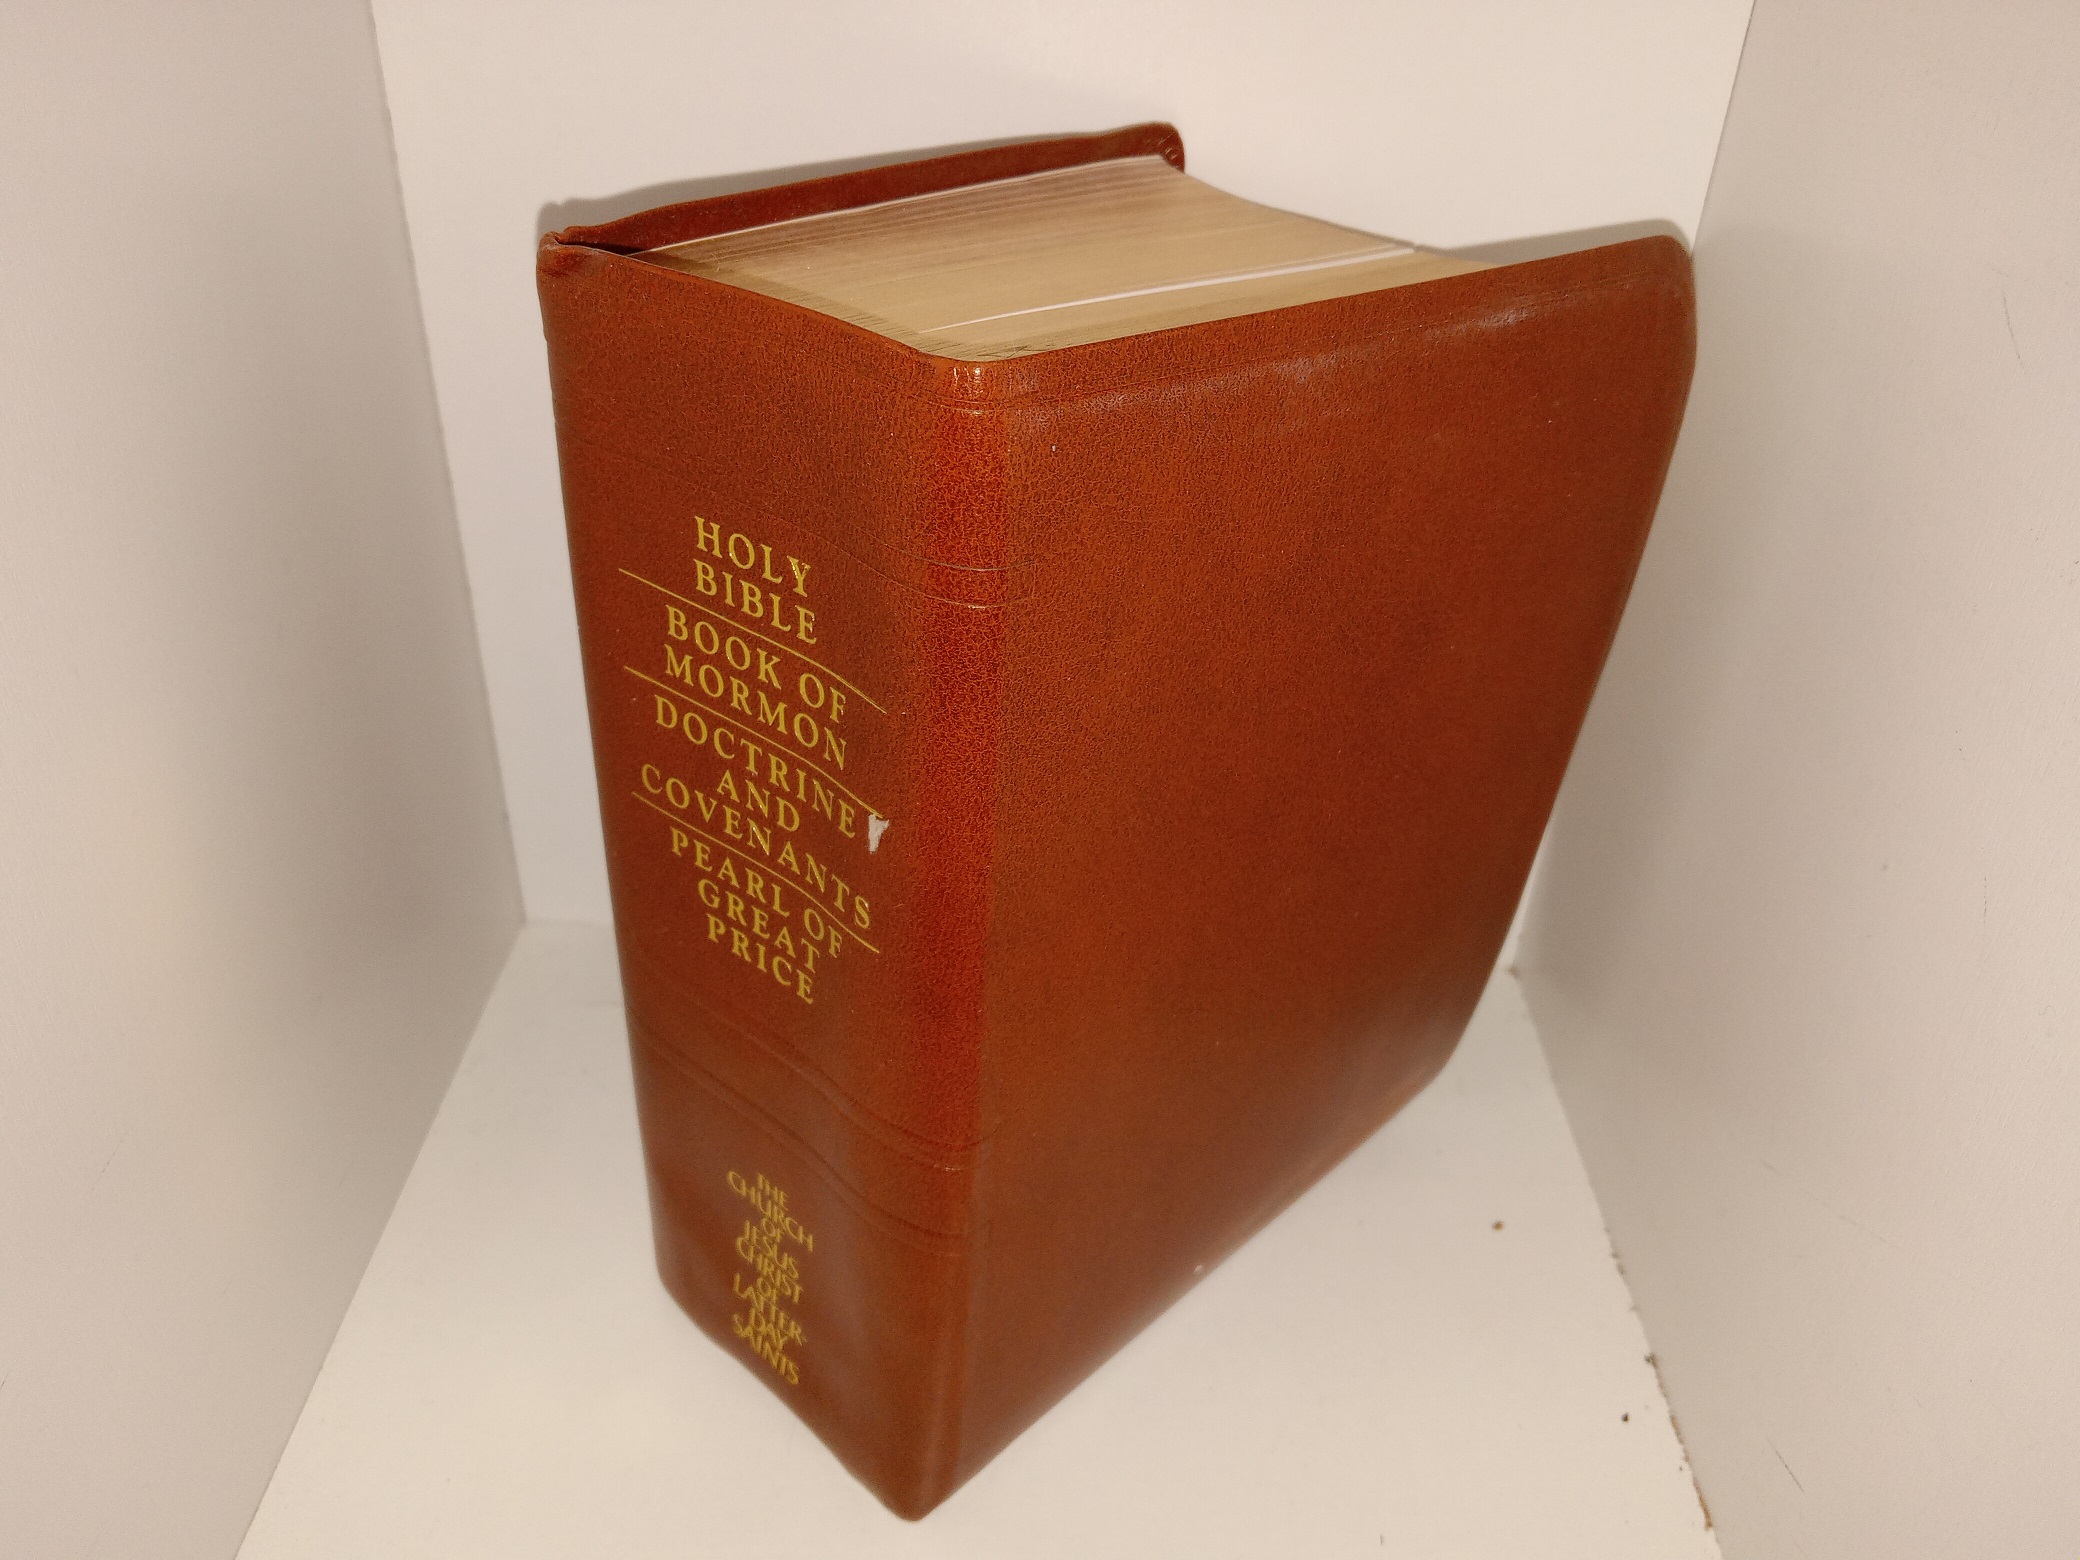 HOLY
BIBLE
BOOK OF
MORMON
DOCTRINE
AND
COVENANTS
PEARL OF
GREAT
PRICE
THE
CHURCH
OF
JESUS
CHRIST
OF
LATTER-
DAY
SAINTS